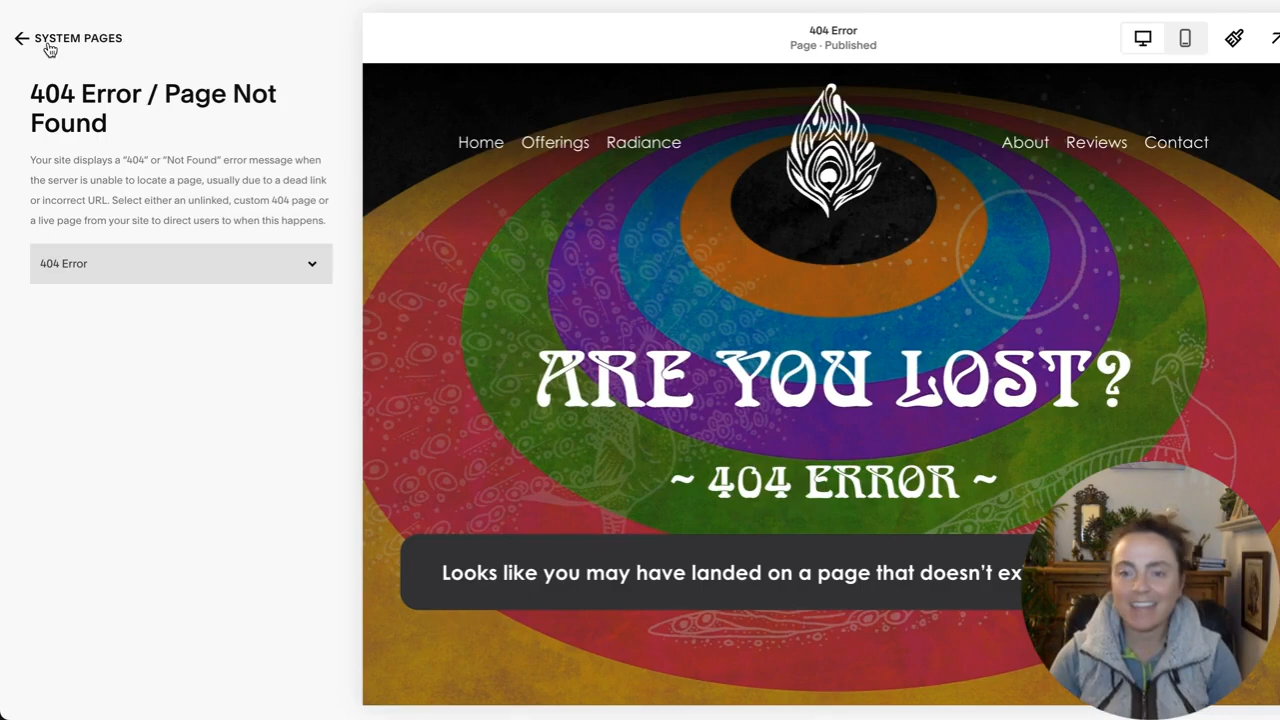 SYSTEM PAGES
404 Error / Page Not
Found
Your site displays a “404” or “Not Found” error message when
the server is unable to locate a page, usually due to a dead link
or incorrect URL. Select either an unlinked, custom 404 page or
a live page from your site to direct users to when this happens.
404 Error
404 Error
Page · Published
Home Offerings Radiance
About Reviews Contact
ARE YOU LOST?
~ 404 ERROR ~
Looks like you may have landed on a page that doesn’t ex